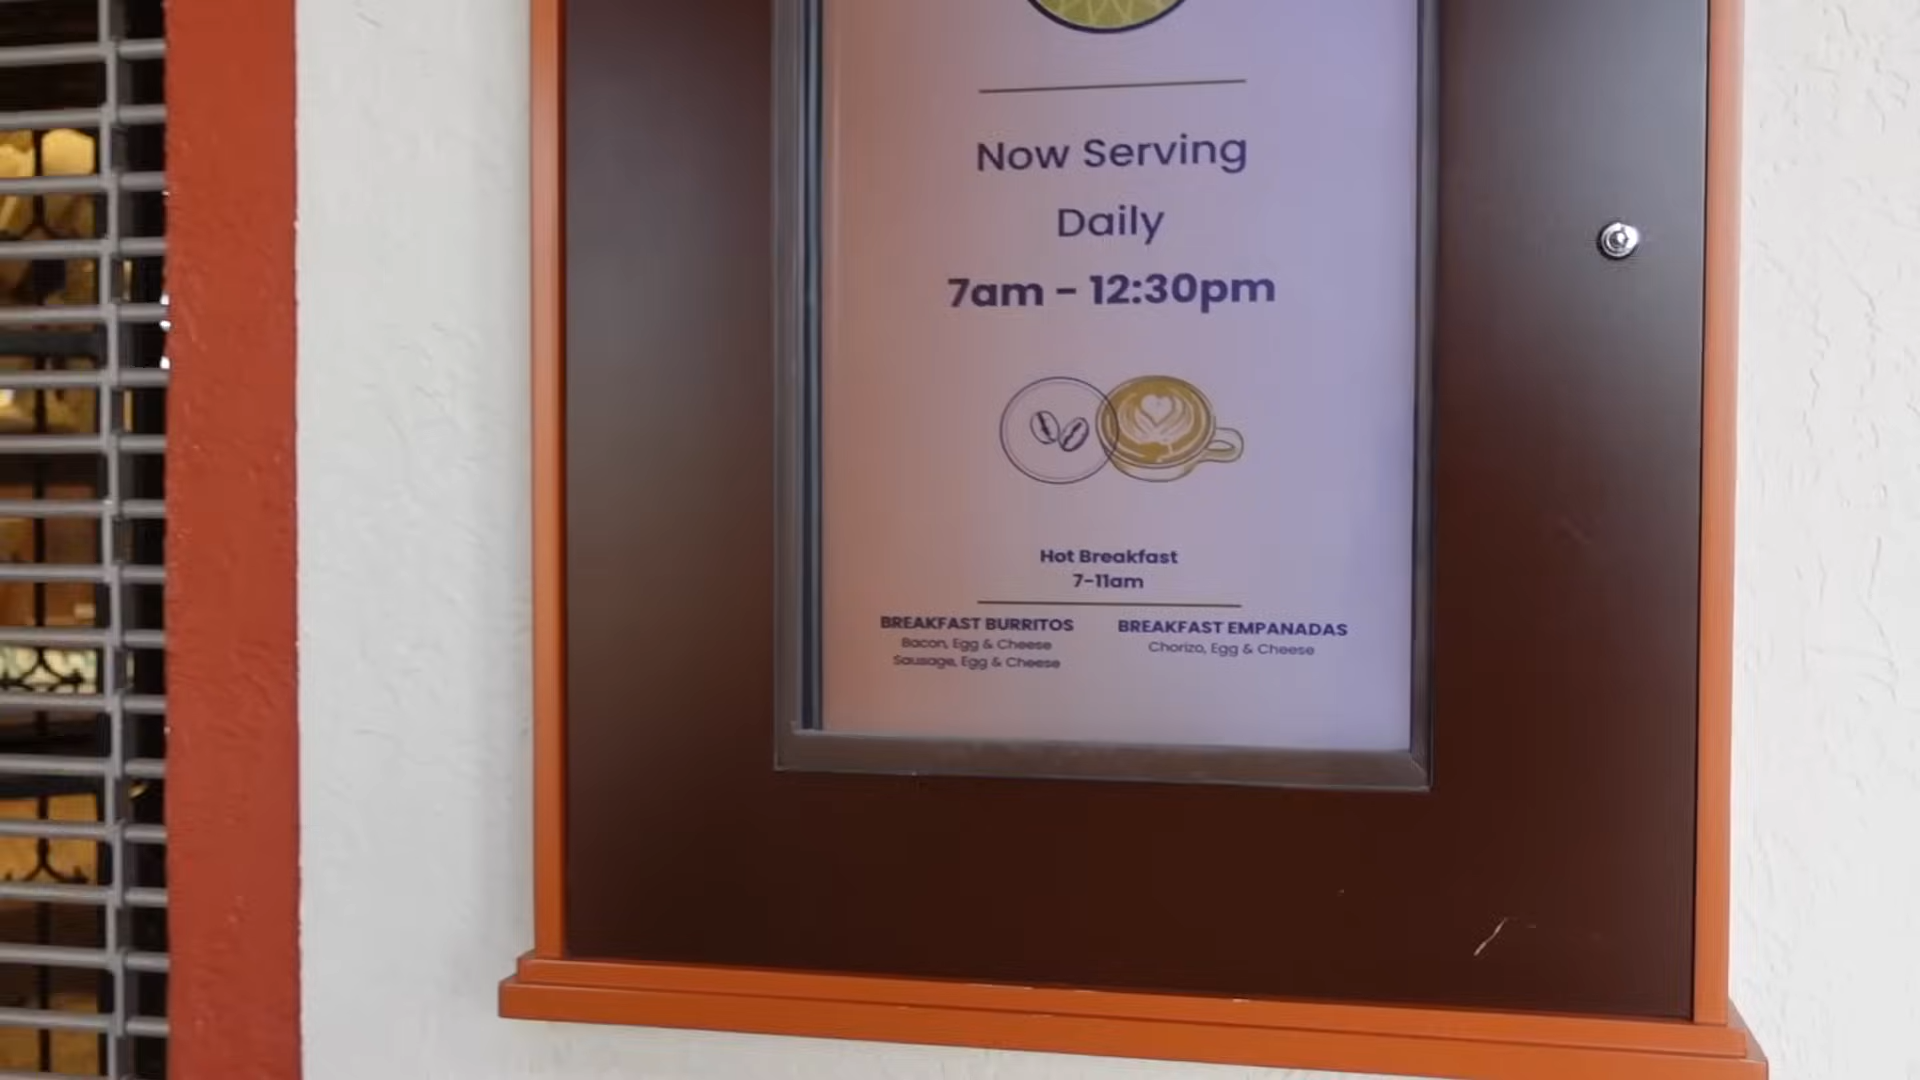 Now Serving
Daily
7am - 12:30pm
Hot Breakfast
7-11am
BREAKFAST BURRITOS
Bacon, Egg & Cheese
Sausage, Egg & Cheese
BREAKFAST EMPANADAS
Chorizo, Egg & Cheese